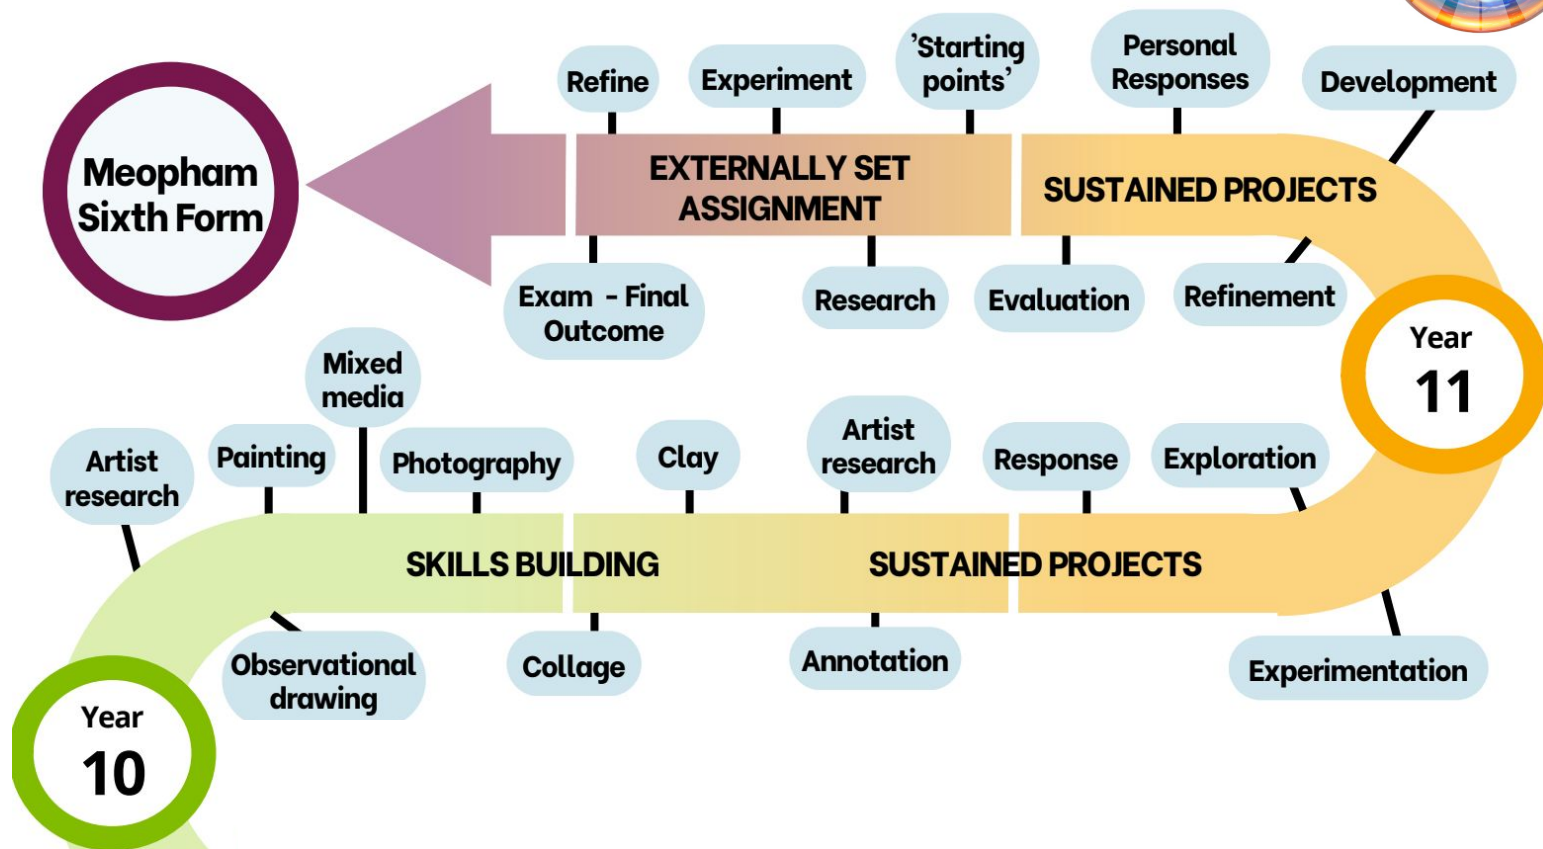 'Starting
points'
Personal
Responses
Refine
Experiment
Development
Meopham
Sixth Form
EXTERNALLY SET
ASSIGNMENT
SUSTAINED PROJECTS
Exam - Final
Outcome
Research
Evaluation
Refinement
Year
11
Mixed
media
Artist
research
Painting
Photography
Clay
Artist
research
Response
Exploration
SKILLS BUILDING
SUSTAINED PROJECTS
Observational
drawing
Collage
Annotation
Experimentation
Year
10